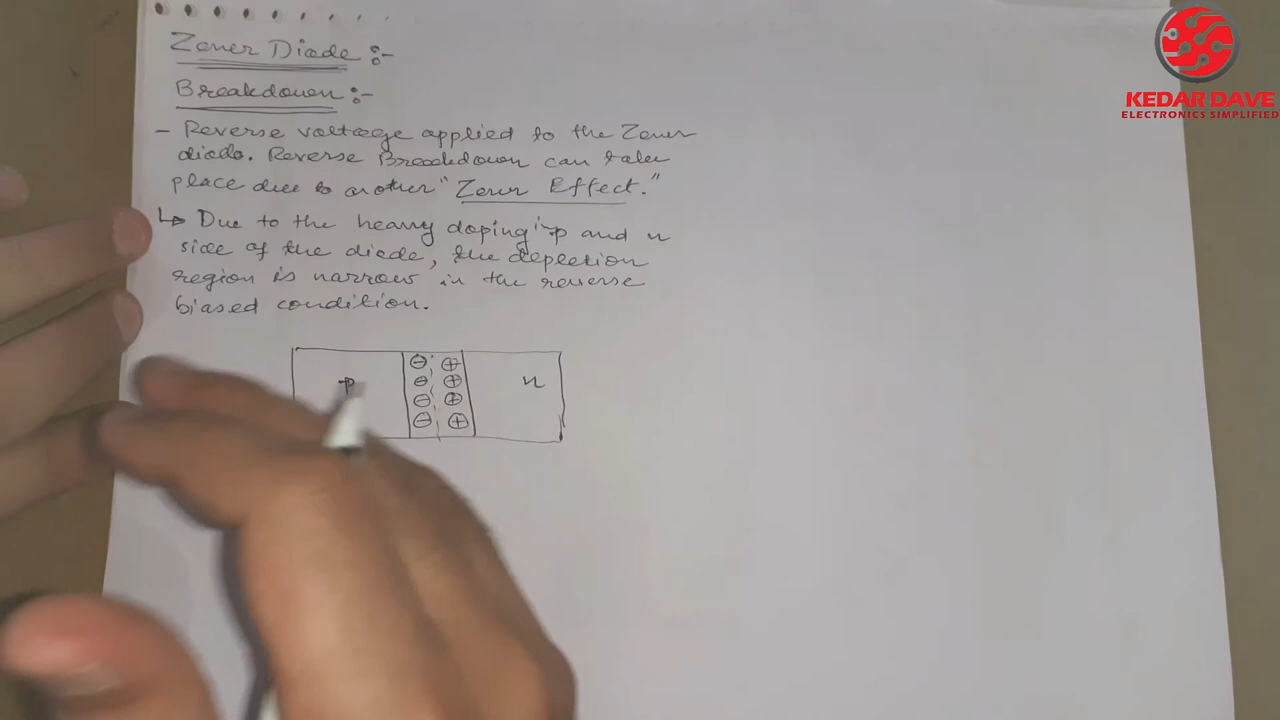 Zener Diode :-
Breakdown :-
- Reverse voltage applied to the Zener
diode. Reverse Breakdown can take
place due to another "Zener Effect."
↳ Due to the heavy doping in p and n
side of the diode, the depletion
region is narrow in the reverse
biased condition.
p ⊖ ⊕ n
⊖ ⊕
⊖ ⊕
⊖ ⊕
KEDAR DAVE
ELECTRONICS SIMPLIFIED